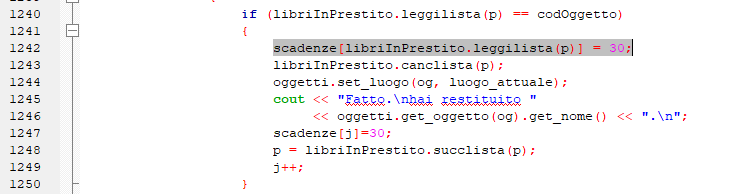 1240 if (libriInPrestito.leggilista(p) == codOggetto)
1241 {
1242 scadenze[libriInPrestito.leggilista(p)] = 30;
1243 libriInPrestito.canclista(p);
1244 oggetti.set_luogo(og, luogo_attuale);
1245 cout << "Fatto.\nhai restituito "
1246 << oggetti.get_oggetto(og).get_nome() << ".\n";
1247 scadenze[j]=30;
1248 p = libriInPrestito.succlista(p);
1249 j++;
1250 }